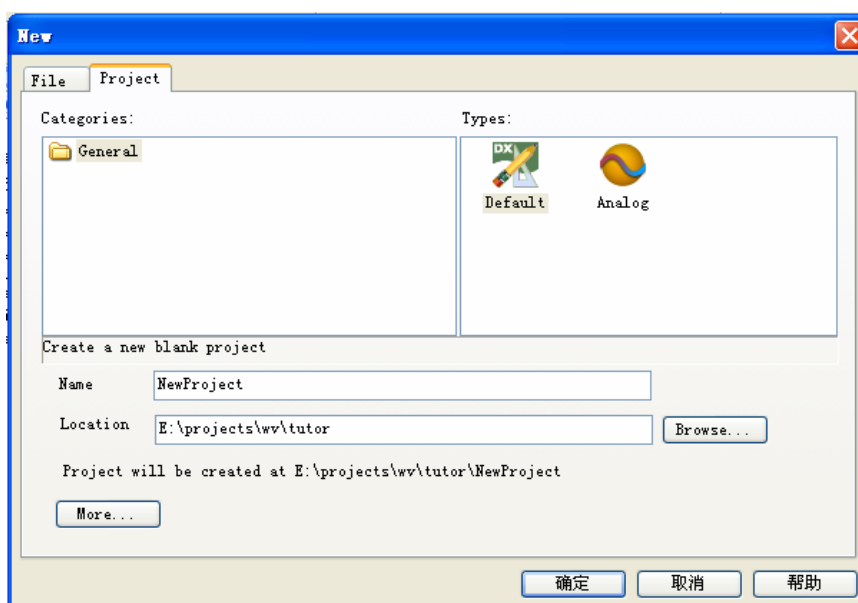 New
File Project
Categories: Types:
General
DX
Default Analog
Create a new blank project
Name NewProject
Location E:\projects\wv\tutor Browse...
Project will be created at E:\projects\wv\tutor\NewProject
More...
确定 取消 帮助